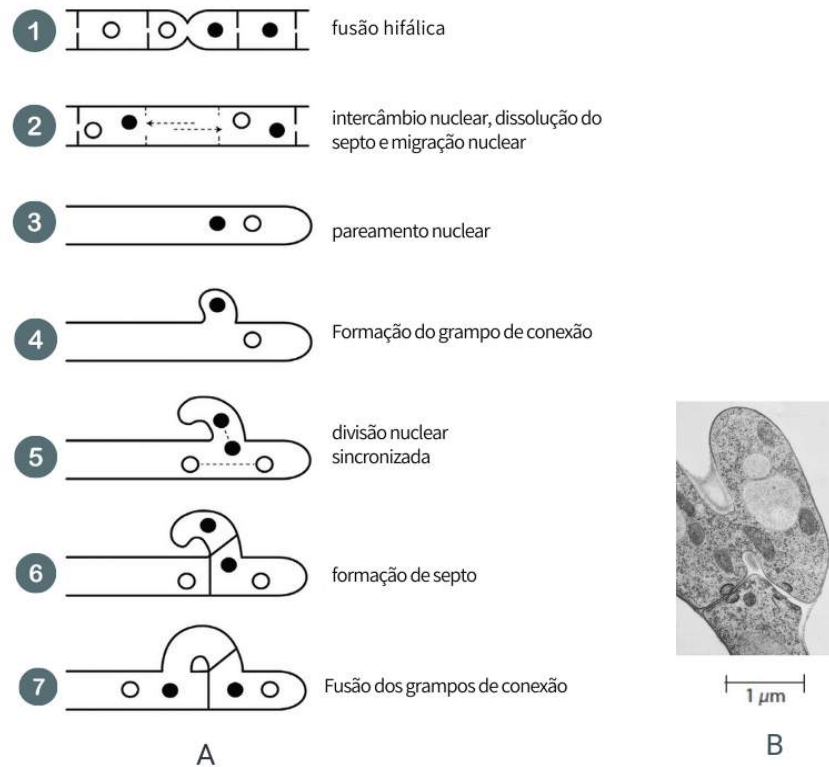 1
fusão hifálica
2
intercâmbio nuclear, dissolução do
septo e migração nuclear
3
pareamento nuclear
4
Formação do grampo de conexão
5
divisão nuclear
sincronizada
6
formação de septo
7
Fusão dos grampos de conexão
A
1 µm
B